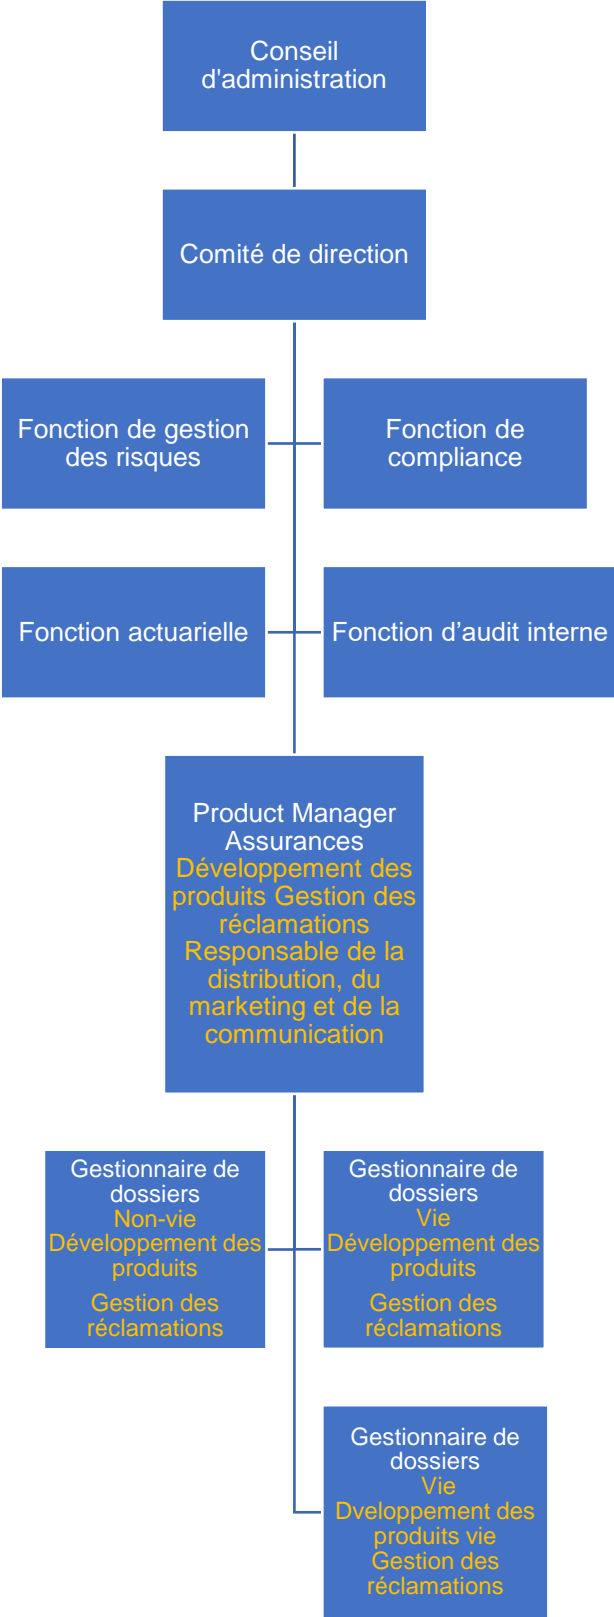 Conseil
d'administration
Comité de direction
Fonction de gestion
des risques
Fonction de
compliance
Fonction actuarielle
Fonction d’audit interne
Product Manager
Assurances
Développement des
produits Gestion des
réclamations
Responsable de la
distribution, du
marketing et de la
communication
Gestionnaire de
dossiers
Non-vie
Développement des
produits
Gestion des
réclamations
Gestionnaire de
dossiers
Vie
Développement des
produits
Gestion des
réclamations
Gestionnaire de
dossiers
Vie
Dveloppement des
produits vie
Gestion des
réclamations